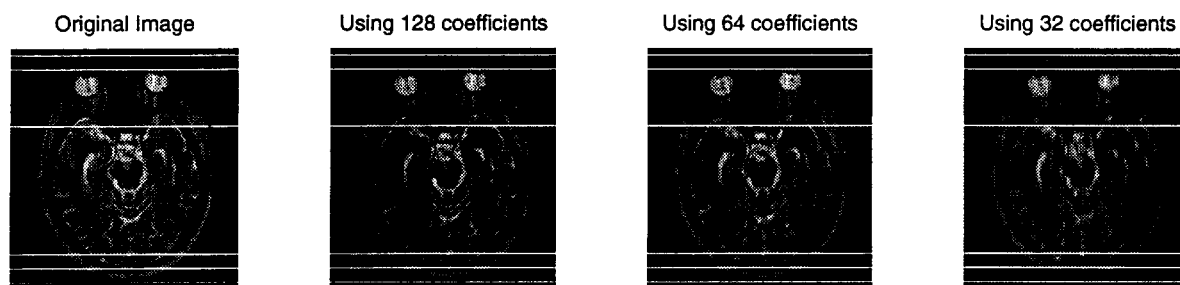 Original Image
Using 128 coefficients
Using 64 coefficients
Using 32 coefficients